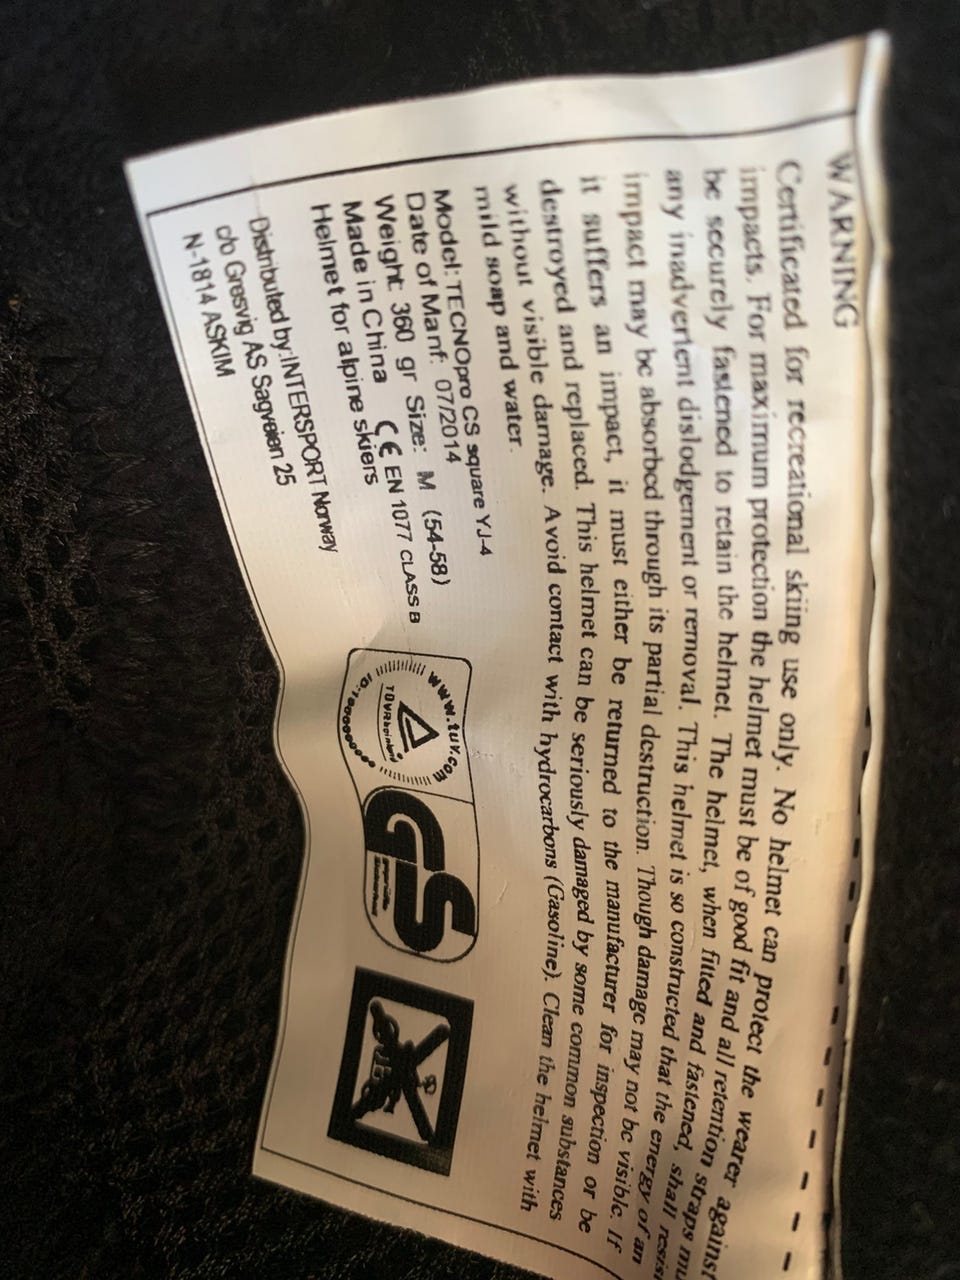 WARNING
Certificated for recreational skiing use only. No helmet can protect the wearer against
impacts. For maximum protection the helmet must be of good fit and all retention straps
be securely fastened to retain the helmet. The helmet, when fitted and fastened, shall resist
any inadvertent dislodgement or removal. This helmet is so constructed that the energy of an
impact may be absorbed through its partial destruction. Though damage may not be visible. If
it suffers an impact, it must either be returned to the manufacturer for inspection or be
destroyed and replaced. This helmet can be seriously damaged by some common substances
without visible damage. Avoid contact with hydrocarbons (Gasoline). Clean the helmet with
mild soap and water.
Model: TECNOpro CS square YJ-4
Date of Manf: 07/2014
Weight: 360 gr Size: M (54-58)
Made in China CE EN 1077 CLASS B
Helmet for alpine skiers
Distributed by:INTERSPORT Norway
c/o Gresvig AS Sagveien 25
N-1814 ASKIM
www.tuv.com
TÜVRheinland
GS